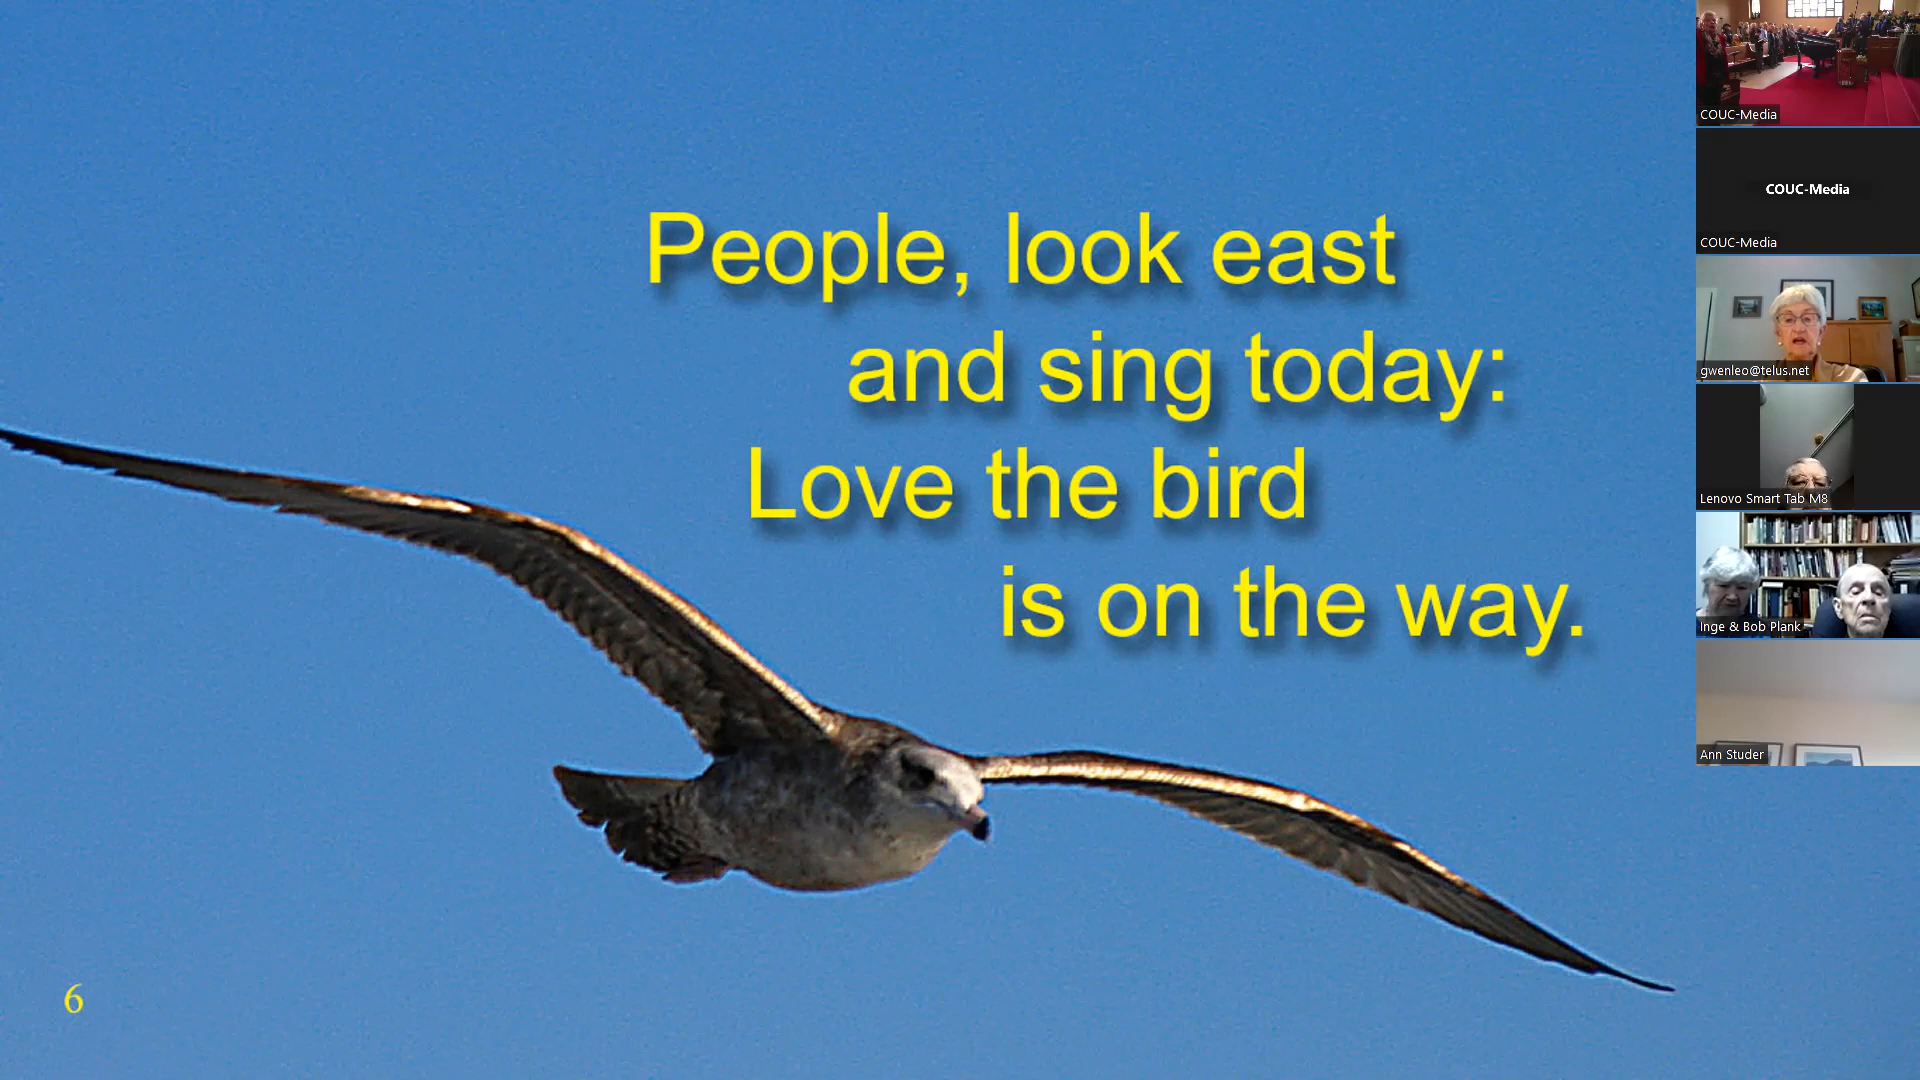 People, look east
and sing today:
Love the bird
is on the way.
6
COUC-Media
COUC-Media
COUC-Media
gwenleo@telus.net
Lenovo Smart Tab M8
Inge & Bob Plank
Ann Studer